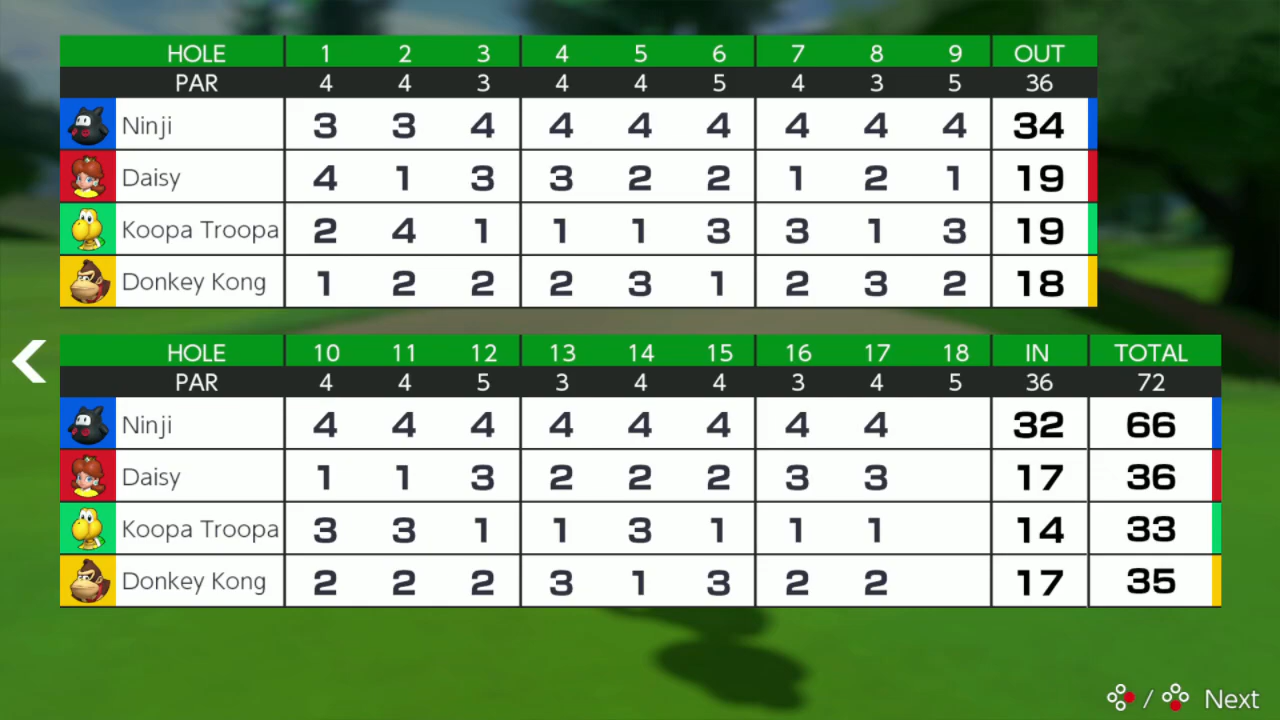 HOLE 1 2 3 4 5 6 7 8 9 OUT
PAR 4 4 3 4 4 5 4 3 5 36
Ninji 3 3 4 4 4 4 4 4 4 34
Daisy 4 1 3 3 2 2 1 2 1 19
Koopa Troopa 2 4 1 1 1 3 3 1 3 19
Donkey Kong 1 2 2 2 3 1 2 3 2 18
HOLE 10 11 12 13 14 15 16 17 18 IN TOTAL
PAR 4 4 5 3 4 4 3 4 5 36 72
Ninji 4 4 4 4 4 4 4 4 32 66
Daisy 1 1 3 2 2 2 3 3 17 36
Koopa Troopa 3 3 1 1 3 1 1 1 14 33
Donkey Kong 2 2 2 3 1 3 2 2 17 35
/ Next